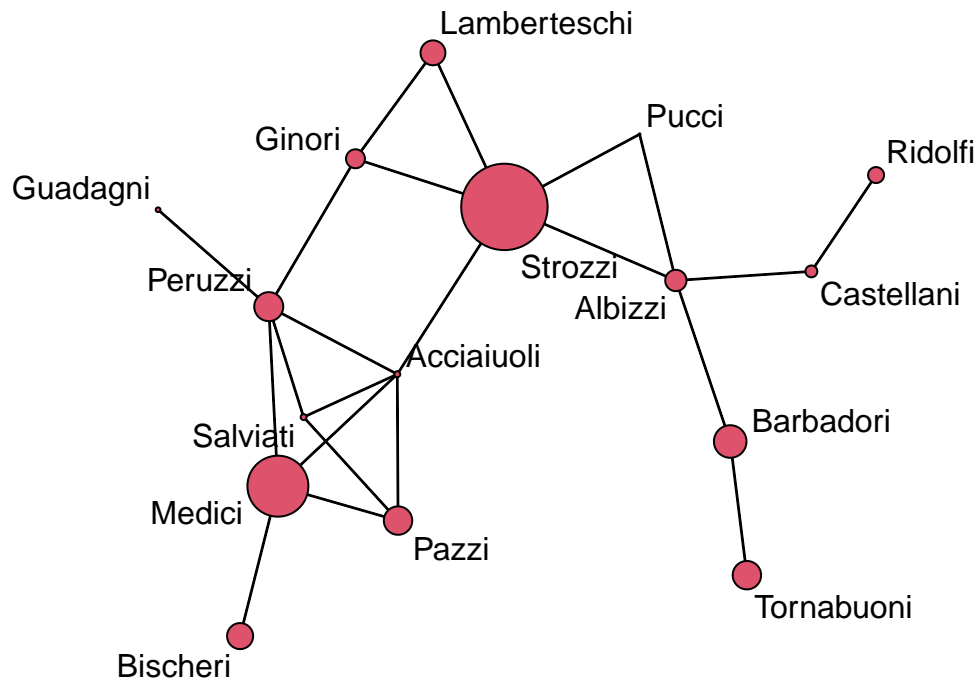 Lamberteschi
Pucci
Ginori
Ridolfi
Guadagni
Strozzi
Peruzzi
Albizzi
Castellani
Acciaiuoli
Salviati
Barbadori
Medici
Pazzi
Tornabuoni
Bischeri